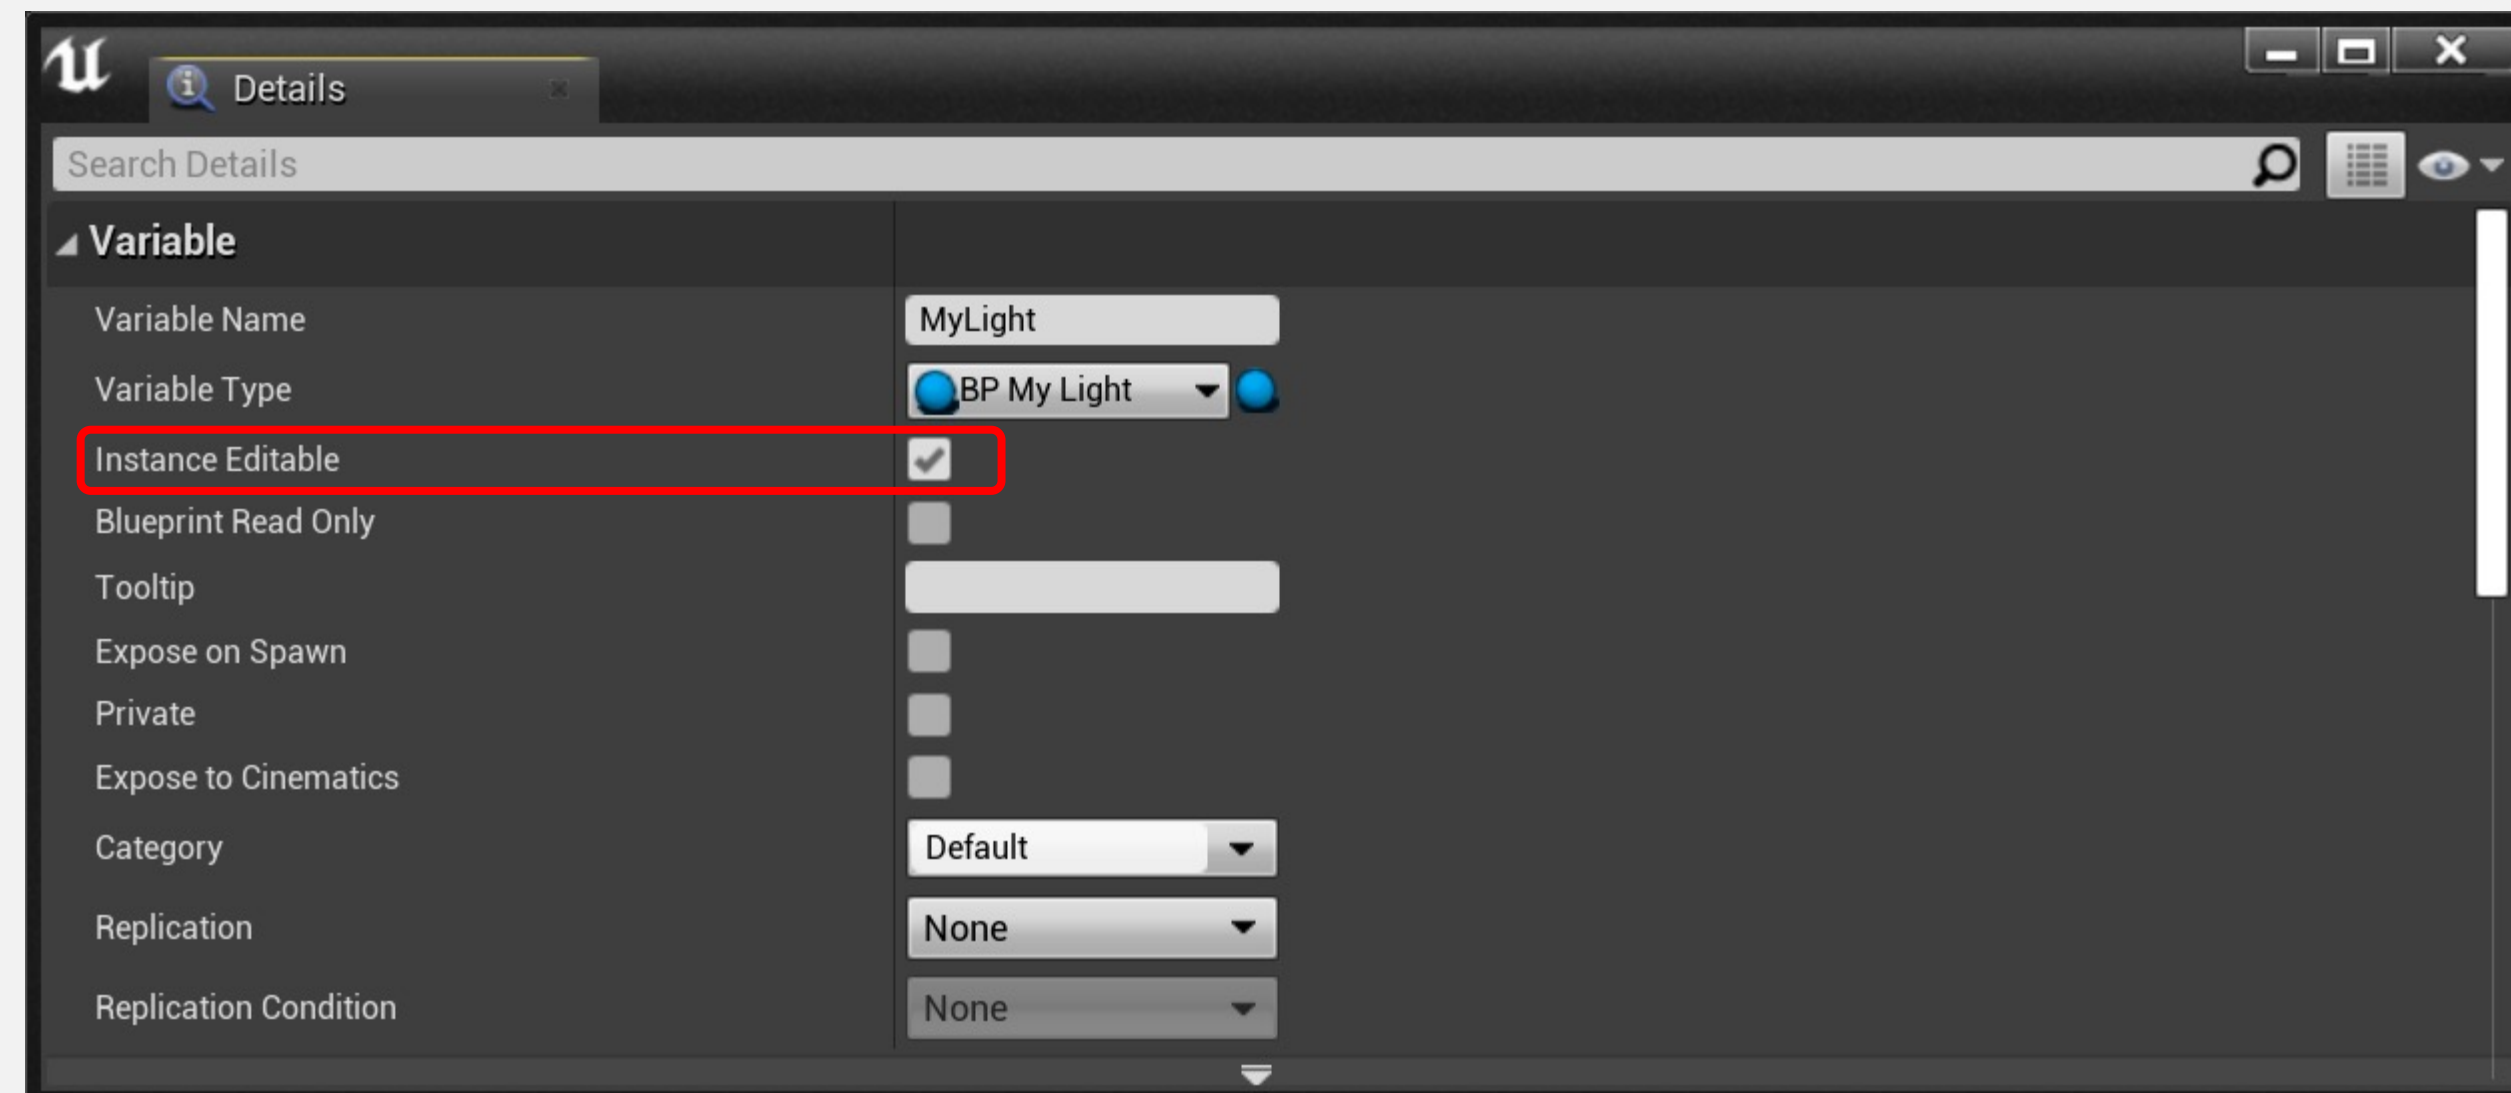 Details
Search Details
Variable
Variable Name MyLight
Variable Type BP My Light
Instance Editable
Blueprint Read Only
Tooltip
Expose on Spawn
Private
Expose to Cinematics
Category Default
Replication None
Replication Condition None